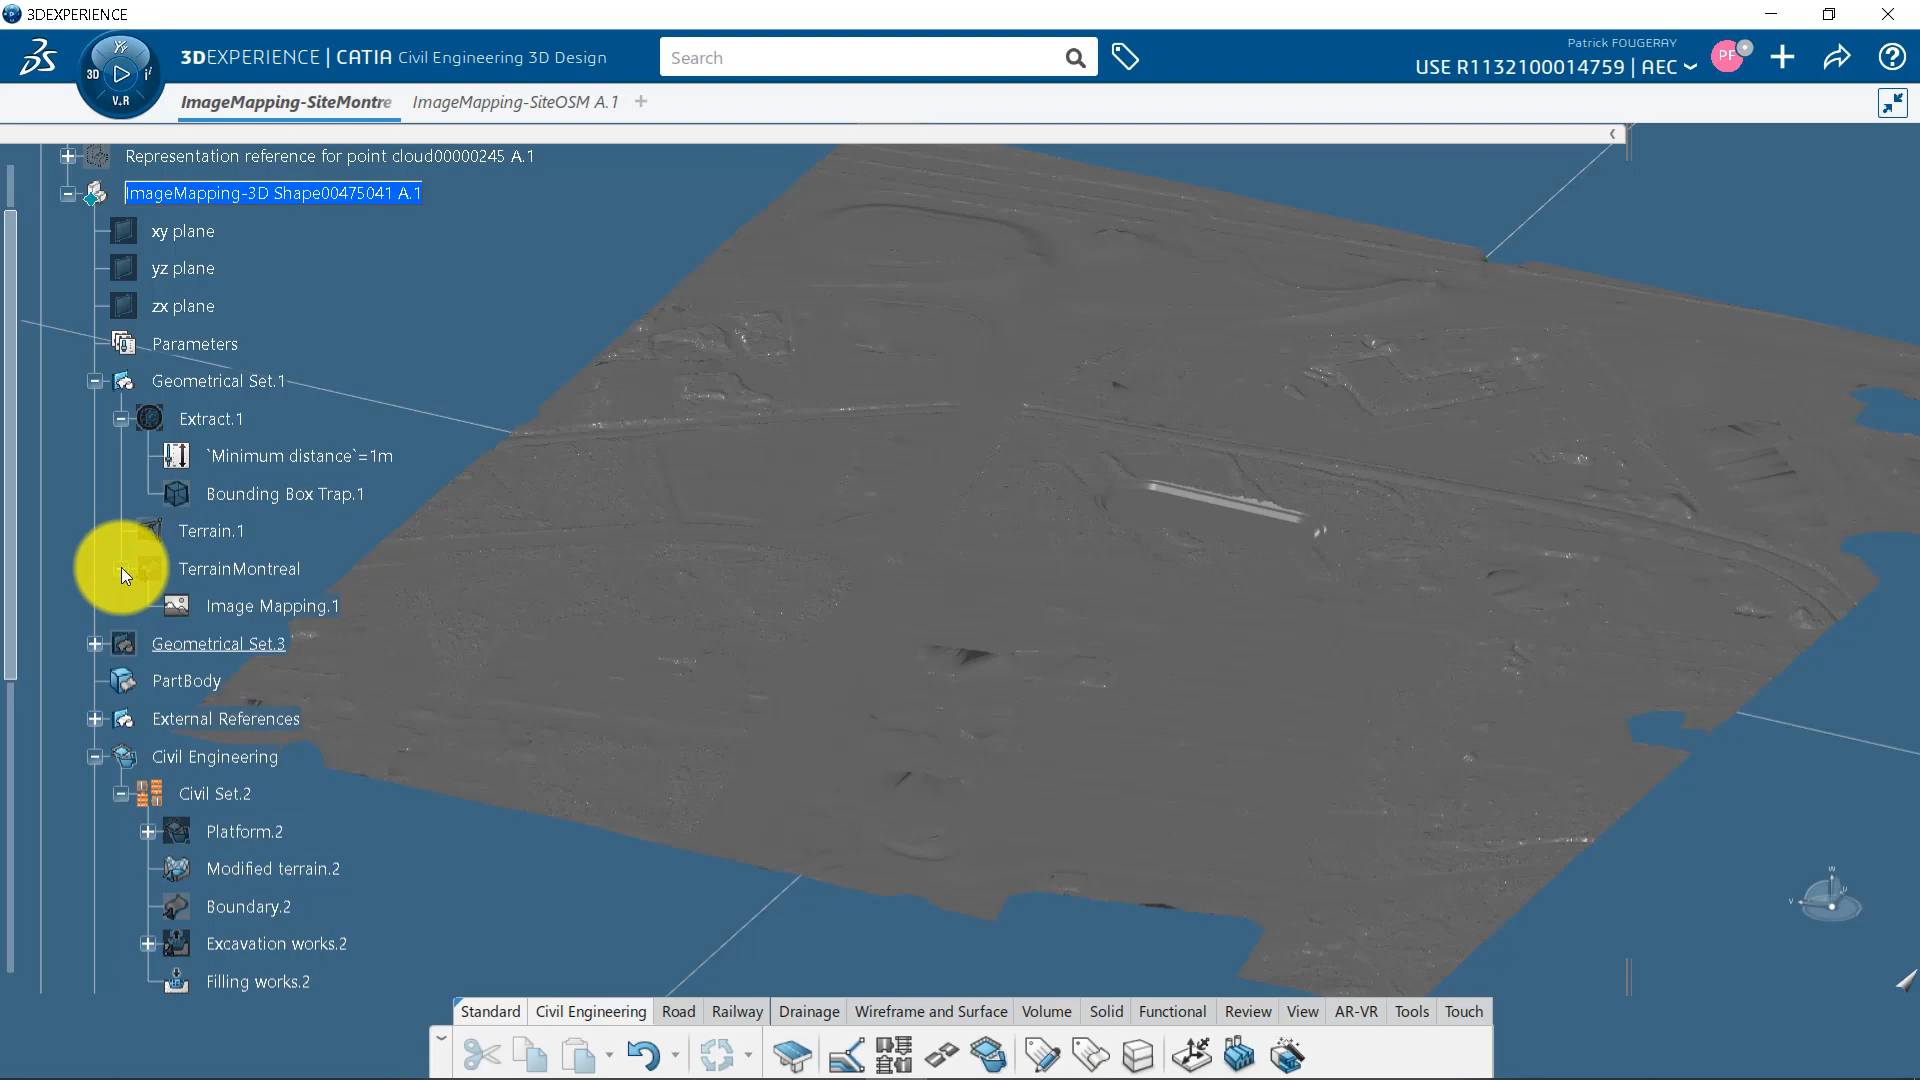 3DEXPERIENCE
3DEXPERIENCE | CATIA Civil Engineering 3D Design
Search
Patrick FOUGERAY
USE R1132100014759 | AEC
PF
3D
V.R
ImageMapping-SiteMontre
ImageMapping-SiteOSM A.1
Representation reference for point cloud00000245 A.1
ImageMapping-3D Shape00475041 A.1
xy plane
yz plane
zx plane
Parameters
Geometrical Set.1
Extract.1
`Minimum distance`=1m
Bounding Box Trap.1
Terrain.1
TerrainMontreal
Image Mapping.1
Geometrical Set.3
PartBody
External References
Civil Engineering
Civil Set.2
Platform.2
Modified terrain.2
Boundary.2
Excavation works.2
Filling works.2
Standard Civil Engineering Road Railway Drainage Wireframe and Surface Volume Solid Functional Review View AR-VR Tools Touch